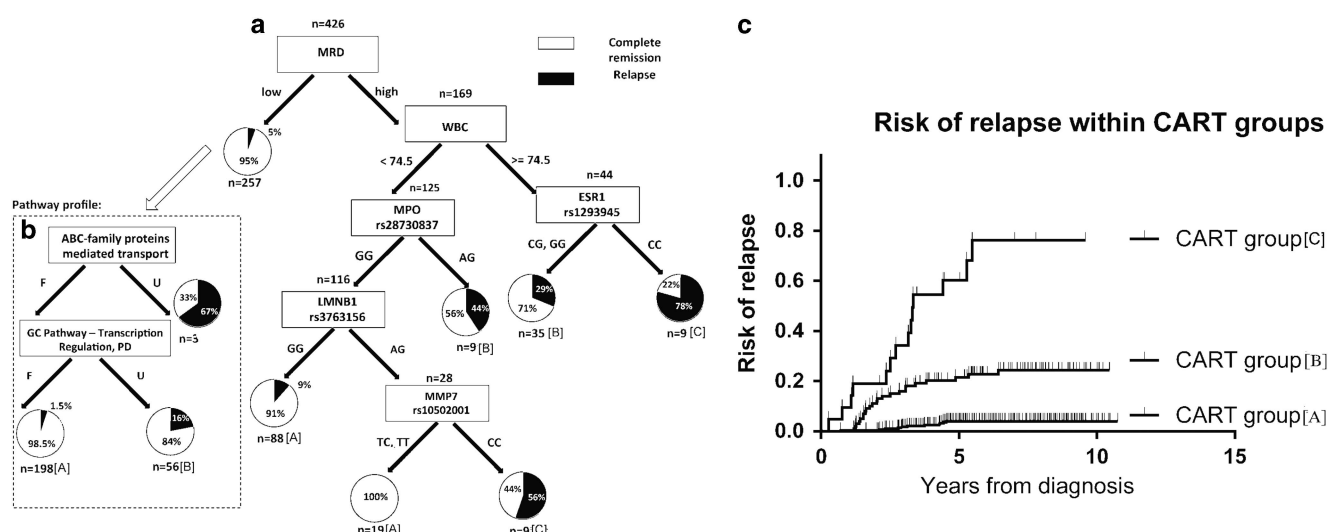 a
n=426
MRD
Complete
remission
Relapse
low
high
5%
95%
n=257
n=169
WBC
< 74.5
>= 74.5
n=125
MPO
rs28730837
n=44
ESR1
rs1293945
GG
AG
CG, GG
CC
n=116
LMNB1
rs3763156
56%
44%
n=9 [B]
29%
71%
n=35 [B]
22%
78%
n=9 [C]
GG
AG
9%
91%
n=88 [A]
n=28
MMP7
rs10502001
TC, TT
CC
100%
n=19[A]
44%
56%
n=9[C]
Pathway profile:
b
ABC-family proteins
mediated transport
F
U
33%
67%
GC Pathway – Transcription
Regulation, PD
F
U
1.5%
98.5%
n=198[A]
16%
84%
n=56[B]
c
Risk of relapse within CART groups
Risk of relapse
1.0
0.8
0.6
0.4
0.2
0.0
0
5
10
15
Years from diagnosis
CART group[C]
CART group[B]
CART group[A]